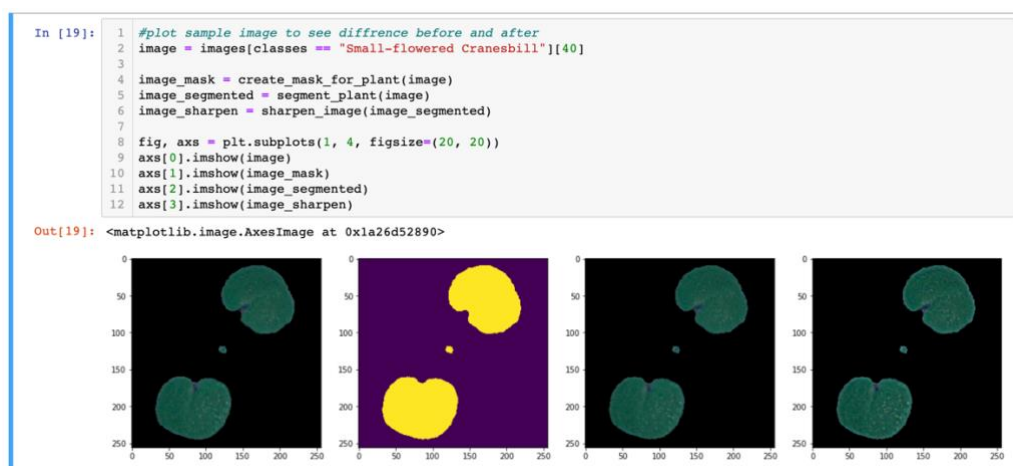 In [19]:
1 #plot sample image to see diffrence before and after
2 image = images[classes == "Small-flowered Cranesbill"][40]
3
4 image_mask = create_mask_for_plant(image)
5 image_segmented = segment_plant(image)
6 image_sharpen = sharpen_image(image_segmented)
7
8 fig, axs = plt.subplots(1, 4, figsize=(20, 20))
9 axs[0].imshow(image)
10 axs[1].imshow(image_mask)
11 axs[2].imshow(image_segmented)
12 axs[3].imshow(image_sharpen)
Out[19]: <matplotlib.image.AxesImage at 0x1a26d52890>
0 0 0 0
50 50 50 50
100 100 100 100
150 150 150 150
200 200 200 200
250 250 250 250
0 50 100 150 200 250 0 50 100 150 200 250 0 50 100 150 200 250 0 50 100 150 200 250